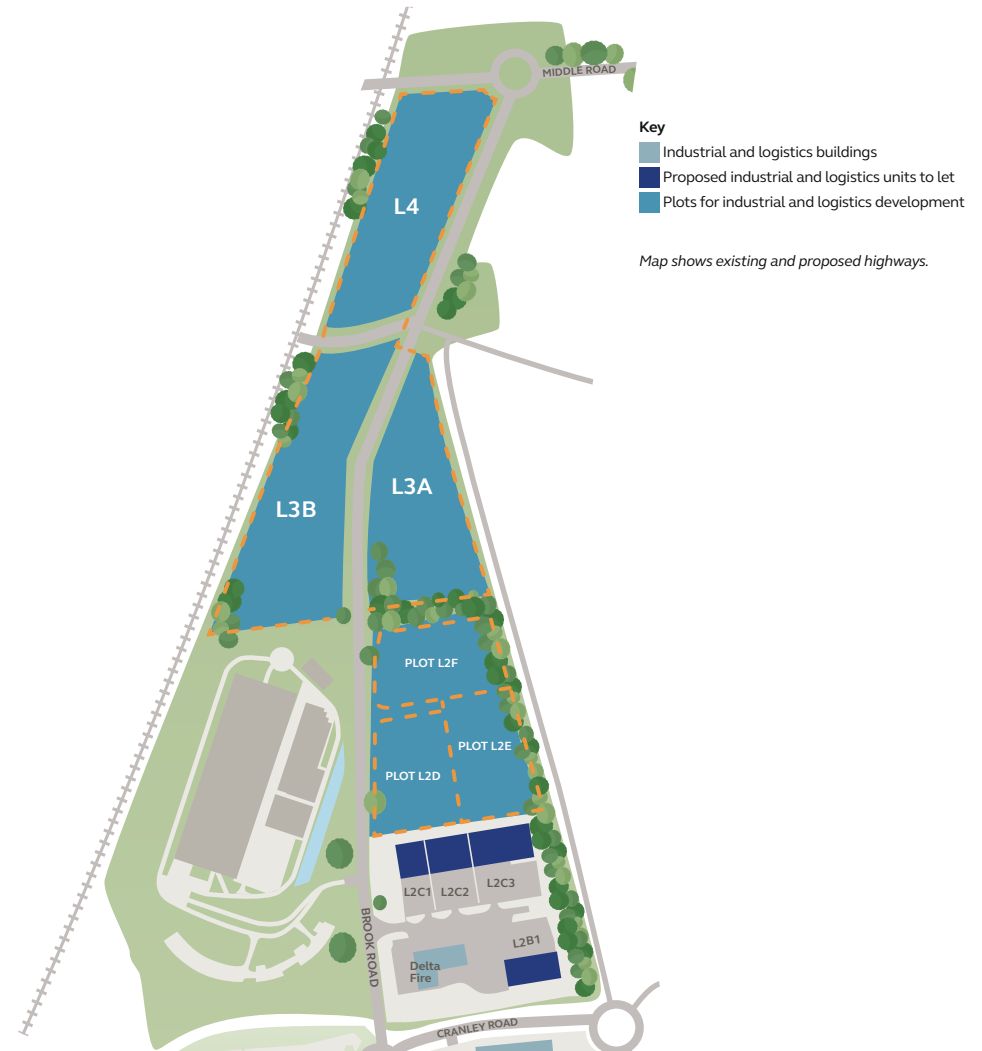 MIDDLE ROAD
Key
Industrial and logistics buildings
Proposed industrial and logistics units to let
Plots for industrial and logistics development
L4
Map shows existing and proposed highways.
L3A
L3B
PLOT L2F
PLOT L2E
PLOT L2D
L2C1
L2C2
L2C3
BROOK ROAD
L2B1
Delta
Fire
CRANLEY ROAD